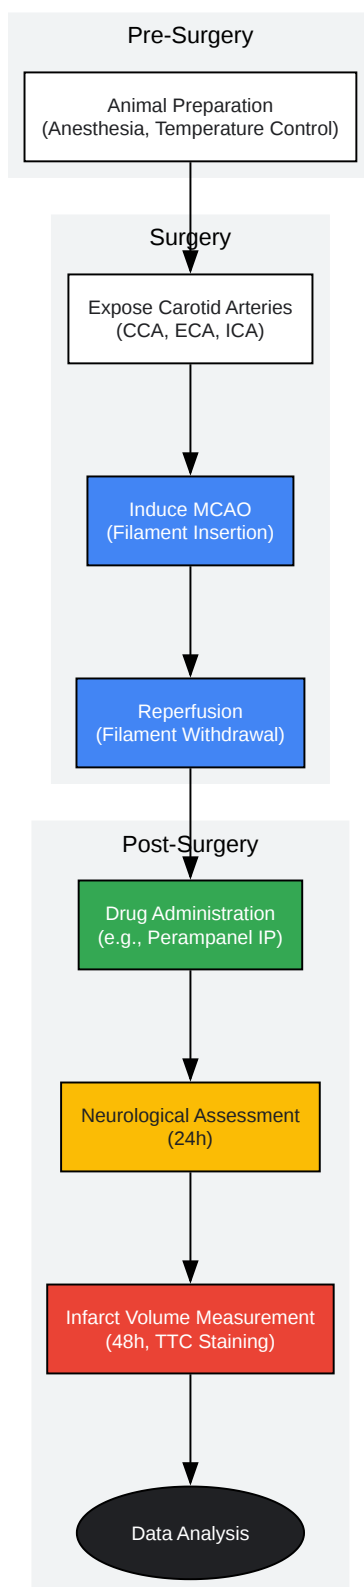 Pre-Surgery
Animal Preparation
(Anesthesia, Temperature Control)
Surgery
Expose Carotid Arteries
(CCA, ECA, ICA)
Induce MCAO
(Filament Insertion)
Reperfusion
(Filament Withdrawal)
Post-Surgery
Drug Administration
(e.g., Perampanel IP)
Neurological Assessment
(24h)
Infarct Volume Measurement
(48h, TTC Staining)
Data Analysis